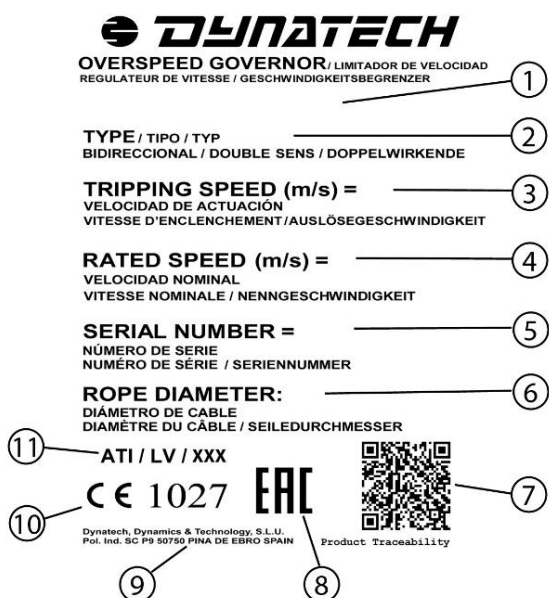 DYNATECH
OVERSPEED GOVERNOR / LIMITADOR DE VELOCIDAD
REGULATEUR DE VITESSE / GESCHWINDIGKEITSBEGRENZER
1
TYPE / TIPO / TYP
2
BIDIRECCIONAL / DOUBLE SENS / DOPPELWIRKENDE
TRIPPING SPEED (m/s) =
3
VELOCIDAD DE ACTUACIÓN
VITESSE D'ENCLENCHEMENT / AUSLÖSEGESCHWINDIGKEIT
RATED SPEED (m/s) =
4
VELOCIDAD NOMINAL
VITESSE NOMINALE / NENNGESCHWINDIGKEIT
SERIAL NUMBER =
5
NÚMERO DE SERIE
NUMÉRO DE SÉRIE / SERIENNUMMER
ROPE DIAMETER:
6
DIÁMETRO DE CABLE
DIAMÈTRE DU CÂBLE / SEILEDURCHMESSER
11
ATI / LV / XXX
10
CE 1027 EAC
7
Dynatech, Dynamics & Technology, S.L.U.
Pol. Ind. SC P9 50750 PINA DE EBRO SPAIN
Product Traceability
9
8